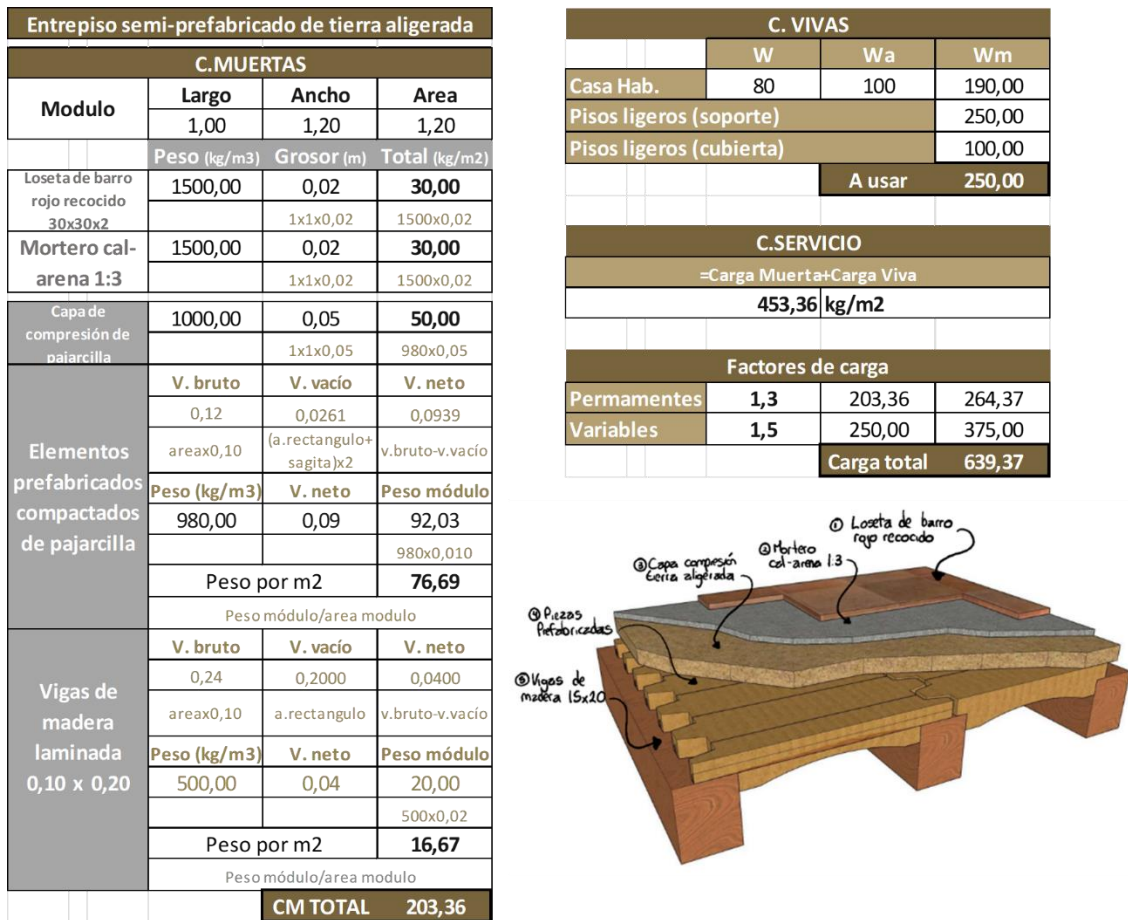 Entrepiso semi-prefabricado de tierra aligerada
C.MUERTAS
Modulo Largo Ancho Area
1,00 1,20 1,20
Peso (kg/m3) Grosor (m) Total (kg/m2)
Loseta de barro rojo recocido 30x30x2 1500,00 0,02 30,00
1x1x0,02 1500x0,02
Mortero cal-arena 1:3 1500,00 0,02 30,00
1x1x0,02 1500x0,02
Capa de compresión de pajarcilla 1000,00 0,05 50,00
1x1x0,05 980x0,05
Elementos prefabricados compactados de pajarcilla
V. bruto V. vacío V. neto
0,12 0,0261 0,0939
areax0,10 (a.rectangulo+ sagita)x2 v.bruto-v.vacío
Peso (kg/m3) V. neto Peso módulo
980,00 0,09 92,03
980x0,010
Peso por m2 76,69
Peso módulo/area modulo
Vigas de madera laminada 0,10 x 0,20
V. bruto V. vacío V. neto
0,24 0,2000 0,0400
areax0,10 a.rectangulo v.bruto-v.vacío
Peso (kg/m3) V. neto Peso módulo
500,00 0,04 20,00
500x0,02
Peso por m2 16,67
Peso módulo/area modulo
CM TOTAL 203,36
C. VIVAS
W Wa Wm
Casa Hab. 80 100 190,00
Pisos ligeros (soporte) 250,00
Pisos ligeros (cubierta) 100,00
A usar 250,00
C.SERVICIO
=Carga Muerta+Carga Viva
453,36 kg/m2
Factores de carga
Permamentes 1,3 203,36 264,37
Variables 1,5 250,00 375,00
Carga total 639,37
① Loseta de barro
rojo recocido
② Mortero
cal-arena 1:3
③ Capa compresión
tierra aligerada
④ Piezas
Prefabricadas
⑤ Vigas de
madera 15x20